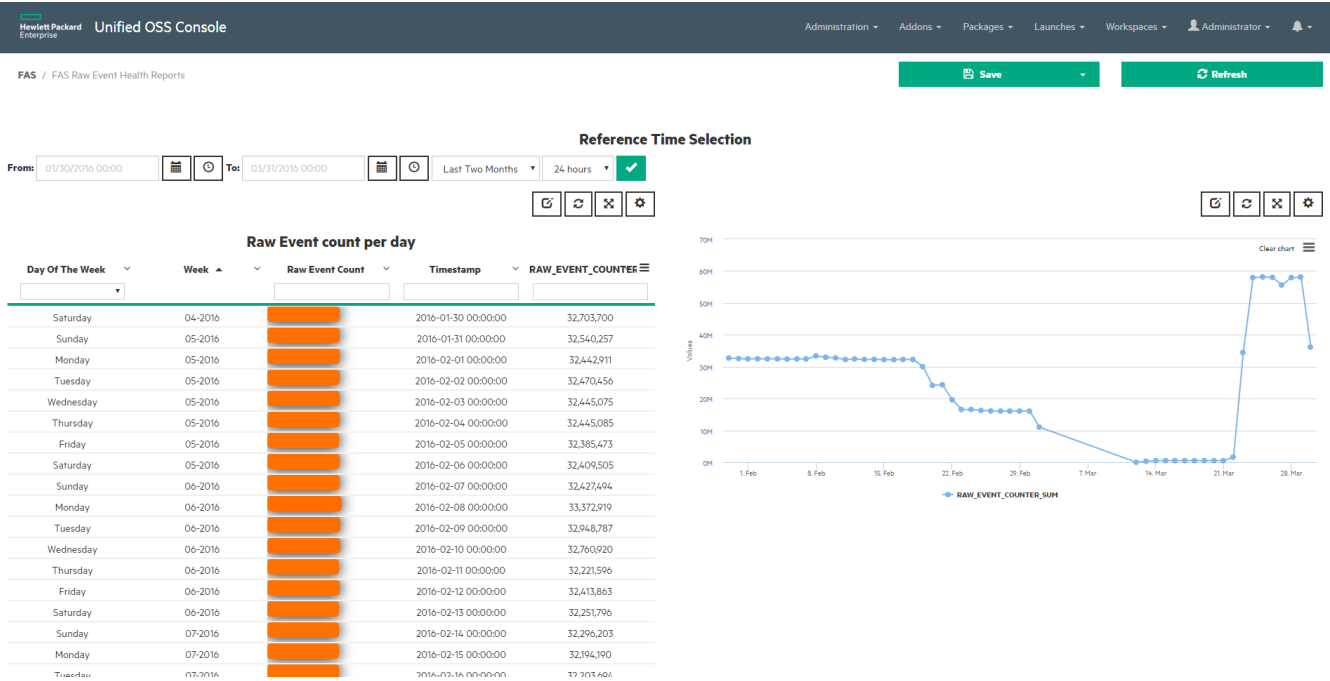 Hewlett Packard
Enterprise
Unified OSS Console
Administration
Addons
Packages
Launches
Workspaces
Administrator
FAS / FAS Raw Event Health Reports
Save
Refresh
Reference Time Selection
From: 01/30/2016 00:00 To: 03/31/2016 00:00 Last Two Months 24 hours
Raw Event count per day
Day Of The Week Week Raw Event Count Timestamp RAW_EVENT_COUNTER
Saturday 04-2016 2016-01-30 00:00:00 32,703,700
Sunday 05-2016 2016-01-31 00:00:00 32,540,257
Monday 05-2016 2016-02-01 00:00:00 32,442,911
Tuesday 05-2016 2016-02-02 00:00:00 32,470,456
Wednesday 05-2016 2016-02-03 00:00:00 32,445,075
Thursday 05-2016 2016-02-04 00:00:00 32,445,085
Friday 05-2016 2016-02-05 00:00:00 32,385,473
Saturday 05-2016 2016-02-06 00:00:00 32,409,505
Sunday 06-2016 2016-02-07 00:00:00 32,427,494
Monday 06-2016 2016-02-08 00:00:00 33,372,919
Tuesday 06-2016 2016-02-09 00:00:00 32,948,787
Wednesday 06-2016 2016-02-10 00:00:00 32,760,920
Thursday 06-2016 2016-02-11 00:00:00 32,221,596
Friday 06-2016 2016-02-12 00:00:00 32,413,863
Saturday 06-2016 2016-02-13 00:00:00 32,251,796
Sunday 07-2016 2016-02-14 00:00:00 32,296,203
Monday 07-2016 2016-02-15 00:00:00 32,194,190
Tuesday 07-2016 2016-02-16 00:00:00 32,203,694
Clear chart
Values
70M
60M
50M
40M
30M
20M
10M
0M
1. Feb 8. Feb 15. Feb 22. Feb 29. Feb 7. Mar 14. Mar 21. Mar 28. Mar
RAW_EVENT_COUNTER_SUM